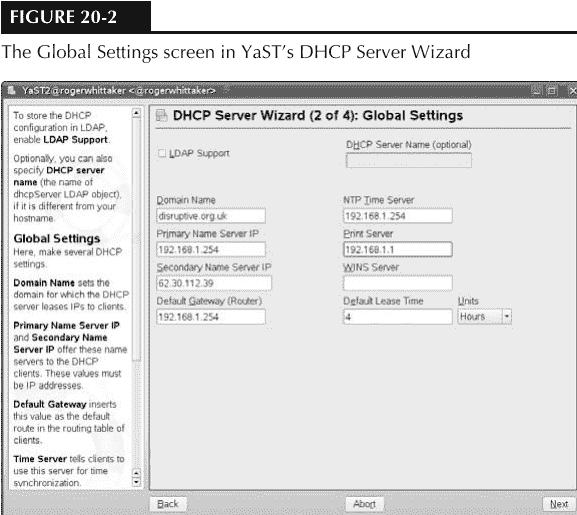 FIGURE 20-2
The Global Settings screen in YaST's DHCP Server Wizard
YaST2@rogerwhittaker <@rogerwhittaker>
To store the DHCP
configuration in LDAP,
enable LDAP Support.
Optionally, you can also
specify DHCP server
name (the name of
dhcpServer LDAP object),
if it is different from your
hostname.
Global Settings
Here, make several DHCP
settings.
Domain Name sets the
domain for which the DHCP
server leases IPs to clients.
Primary Name Server IP
and Secondary Name
Server IP offer these name
servers to the DHCP
clients. These values must
be IP addresses.
Default Gateway inserts
this value as the default
route in the routing table of
clients.
Time Server tells clients to
use this server for time
synchronization.
DHCP Server Wizard (2 of 4): Global Settings
LDAP Support
DHCP Server Name (optional)
Domain Name
disruptive.org.uk
NTP Time Server
192.168.1.254
Primary Name Server IP
192.168.1.254
Print Server
192.168.1.1
Secondary Name Server IP
62.30.112.39
WINS Server
Default Gateway (Router)
192.168.1.254
Default Lease Time
4
Units
Hours
Back
Abort
Next